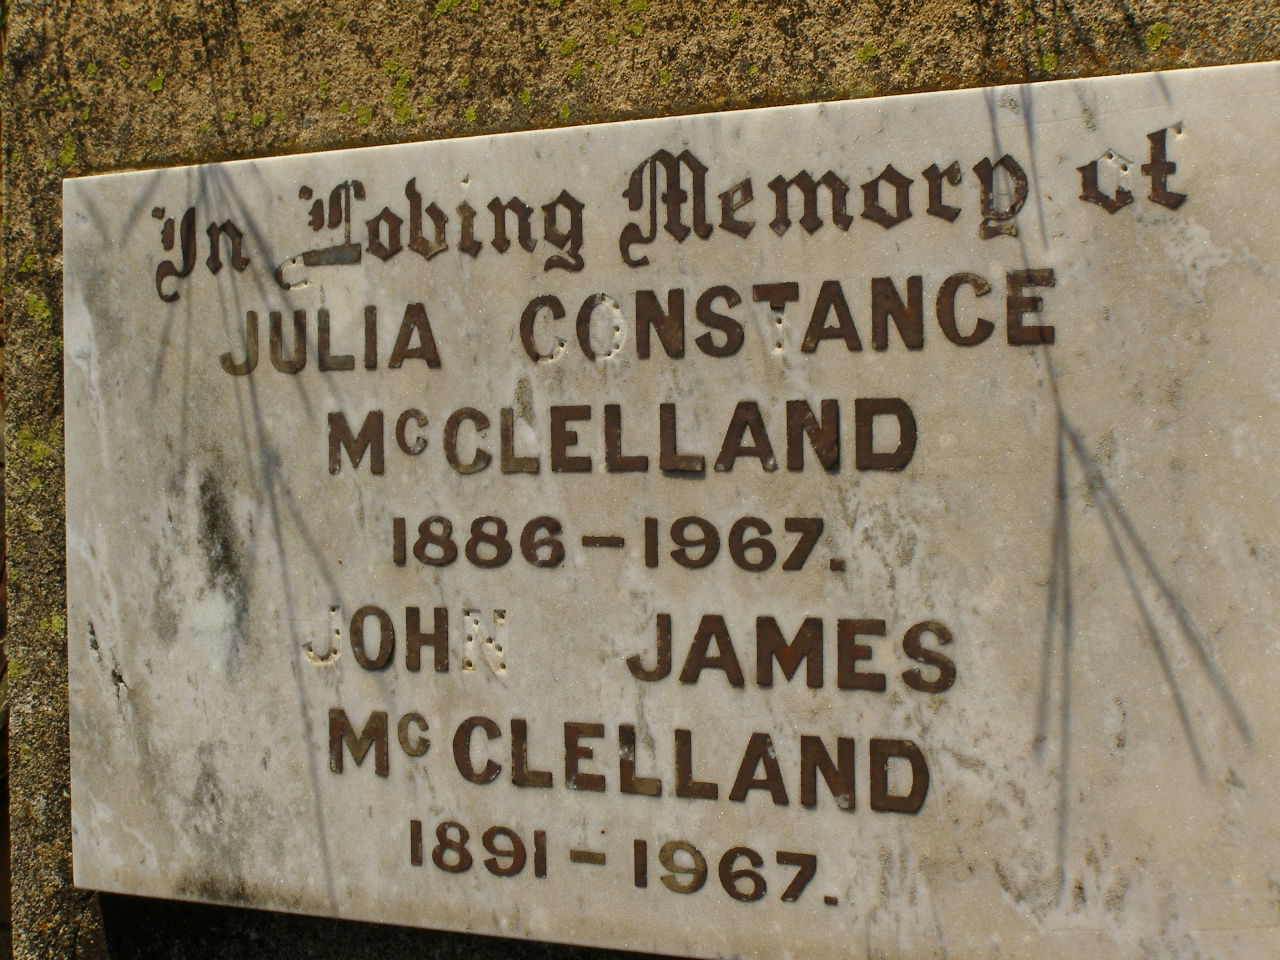 In Loving Memory of
JULIA CONSTANCE
McCLELLAND
1886-1967.
JOHN JAMES
McCLELLAND
1891-1967.